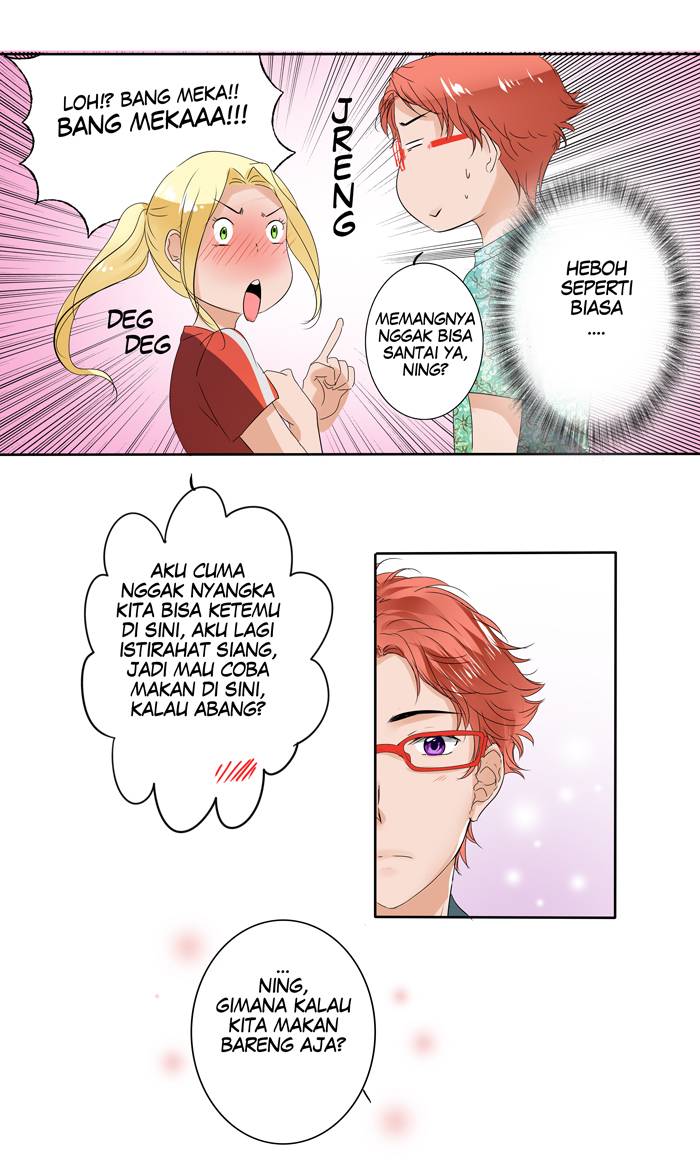 LOH!? BANG MEKA!!
BANG MEKAAA!!!
JRENG
HEBOH
SEPERTI
BIASA
....
MEMANGNYA
NGGAK BISA
SANTAI YA,
NING?
DEG
DEG
AKU CUMA
NGGAK NYANGKA
KITA BISA KETEMU
DI SINI, AKU LAGI
ISTIRAHAT SIANG,
JADI MAU COBA
MAKAN DI SINI,
KALAU ABANG?
...
NING,
GIMANA KALAU
KITA MAKAN
BARENG AJA?